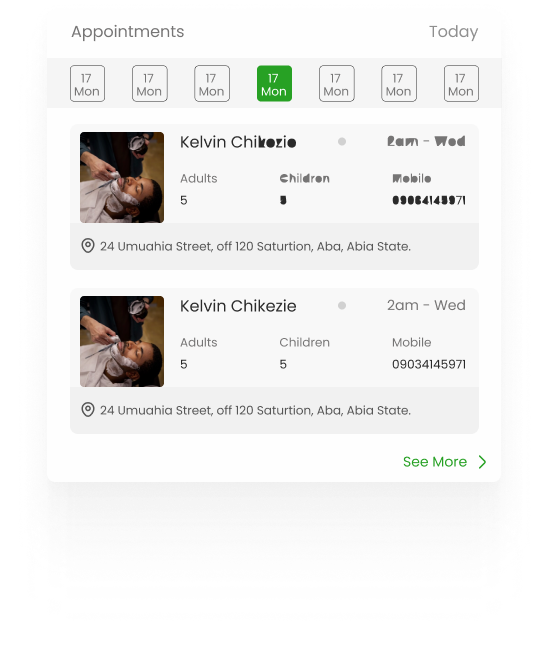 Appointments Today
17 17 17 17 17 17 17
Mon Mon Mon Mon Mon Mon Mon
Kelvin Chikezie 2am - Wed
Adults Children Mobile
5 5
24 Umuahia Street, off 120 Saturtion, Aba, Abia State.
Kelvin Chikezie 2am - Wed
Adults Children Mobile
5 5 09034145971
24 Umuahia Street, off 120 Saturtion, Aba, Abia State.
See More